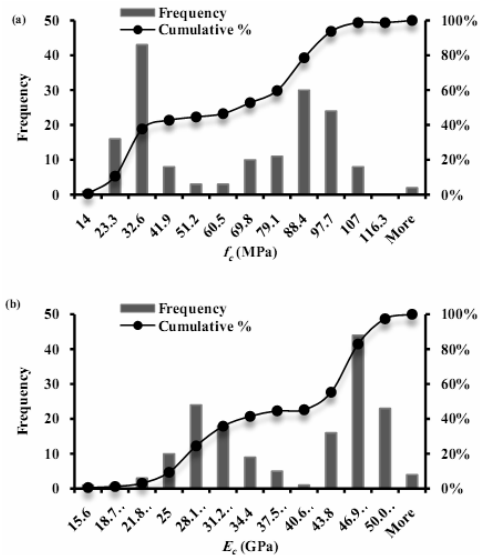 (a)
Frequency
Cumulative %
50 100%
40 80%
30 60%
20 40%
10 20%
0 0%
Frequency
14 23.3 32.6 41.9 51.2 60.5 69.8 79.1 88.4 97.7 107 116.3 More
fc (MPa)
(b)
Frequency
Cumulative %
50 100%
40 80%
30 60%
20 40%
10 20%
0 0%
Frequency
15.6 18.7.. 21.8.. 25 28.1.. 31.2.. 34.4 37.5.. 40.6.. 43.8 46.9.. 50.0.. More
Ec (GPa)